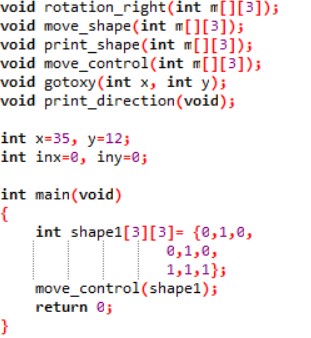 void rotation_right(int m[][3]);
void move_shape(int m[][3]);
void print_shape(int m[][3]);
void move_control(int m[][3]);
void gotoxy(int x, int y);
void print_direction(void);
int x=35, y=12;
int inx=0, iny=0;
int main(void)
{
int shape1[3][3]= {0,1,0,
0,1,0,
1,1,1};
move_control(shape1);
return 0;
}